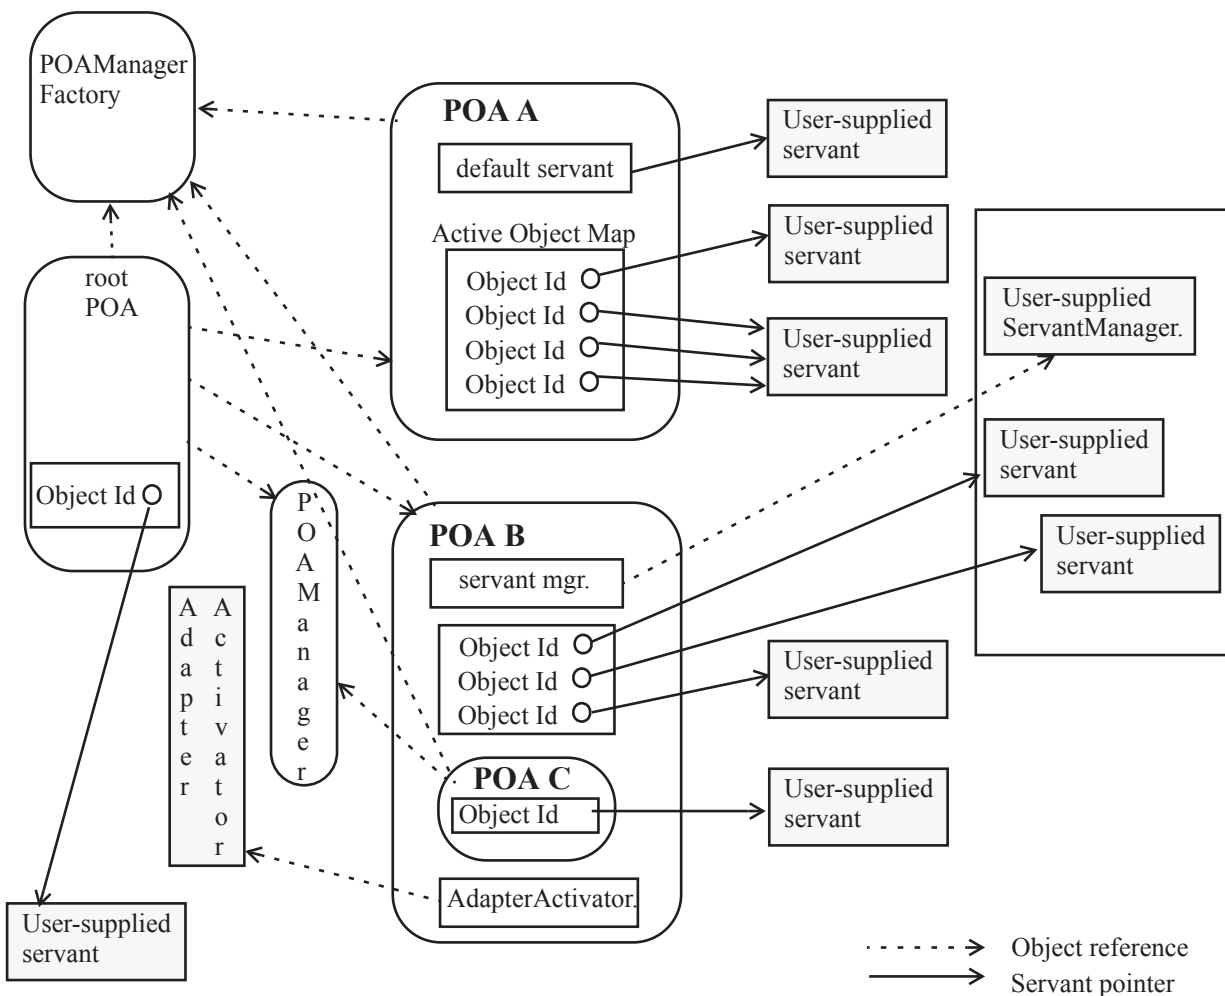 POAManager
Factory
POA A
default servant
User-supplied
servant
Active Object Map
Object Id
Object Id
Object Id
Object Id
User-supplied
servant
User-supplied
servant
root
POA
Object Id
User-supplied
ServantManager.
User-supplied
servant
User-supplied
servant
POAManager
Adapter
Activator
POA B
servant mgr.
Object Id
Object Id
Object Id
User-supplied
servant
POA C
Object Id
User-supplied
servant
AdapterActivator.
User-supplied
servant
Object reference
Servant pointer